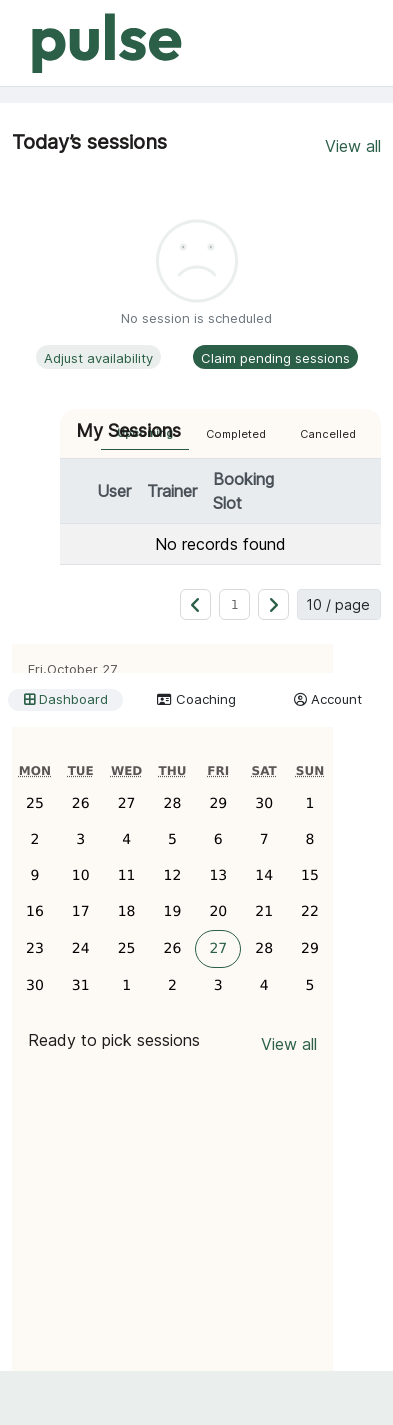 pulse
Today's sessions
View all
No session is scheduled
Adjust availability
Claim pending sessions
My Sessions
Upcoming
Completed
Cancelled
User Trainer Booking Slot
No records found
1
10 / page
Fri,October 27
Dashboard
Coaching
Account
MON TUE WED THU FRI SAT SUN
25 26 27 28 29 30 1
2 3 4 5 6 7 8
9 10 11 12 13 14 15
16 17 18 19 20 21 22
23 24 25 26 27 28 29
30 31 1 2 3 4 5
Ready to pick sessions
View all